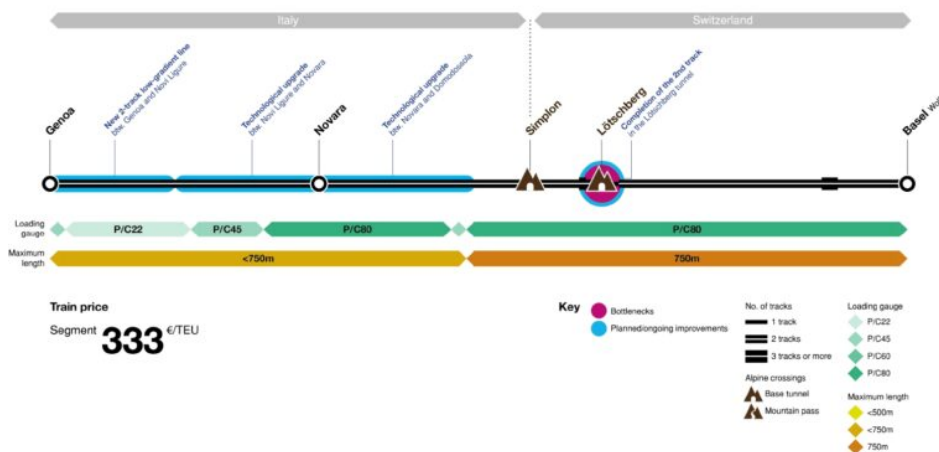 Italy
Switzerland
Genoa
New 2-track low-gradient line
btw. Genoa and Novi Ligure
Technological upgrade
btw. Novi Ligure and Novara
Novara
Technological upgrade
btw. Novara and Domodossola
Simplon
Lötschberg
Completion of the 2nd track
in the Lötschberg tunnel
Basel
Loading
gauge
P/C22
P/C45
P/C80
P/C80
Maximum
length
<750m
750m
Train price
Segment 333 €/TEU
Key
Bottlenecks
Planned/ongoing improvements
No. of tracks
1 track
2 tracks
3 tracks or more
Alpine crossings
Base tunnel
Mountain pass
Loading gauge
P/C22
P/C45
P/C60
P/C80
Maximum length
<500m
<750m
750m